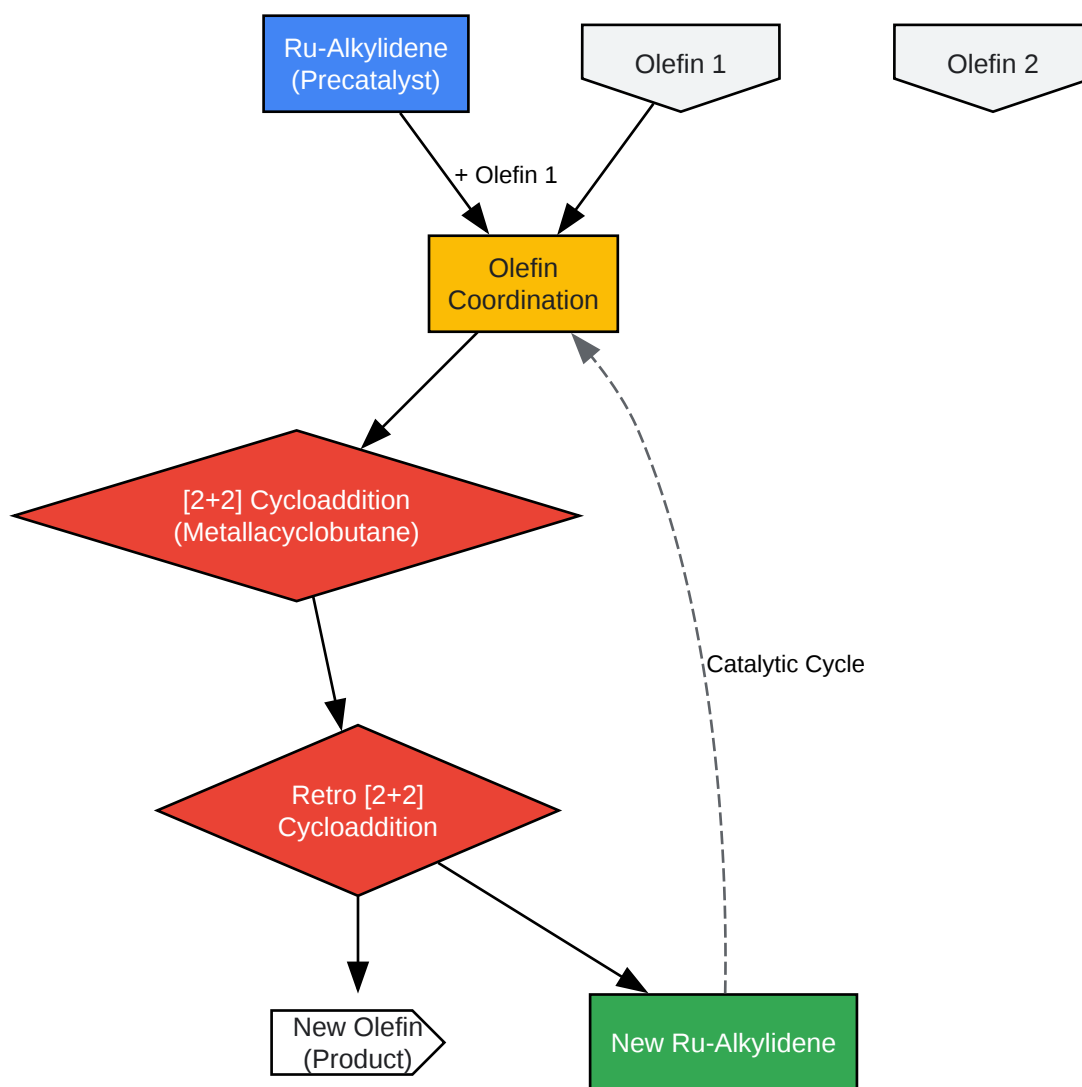 Ru-Alkylidene
(Precatalyst)
Olefin 1
Olefin 2
+ Olefin 1
Olefin
Coordination
[2+2] Cycloaddition
(Metallacyclobutane)
Catalytic Cycle
Retro [2+2]
Cycloaddition
New Olefin
(Product)
New Ru-Alkylidene